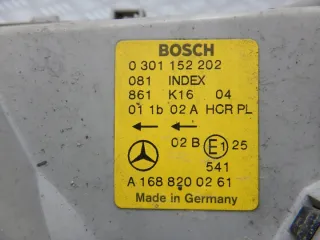 BOSCH
0 301 152 202
081 INDEX
861 K16 04
01 1b 02 A HCR PL
02 B E1 25
541
A 168 820 02 61
Made in Germany